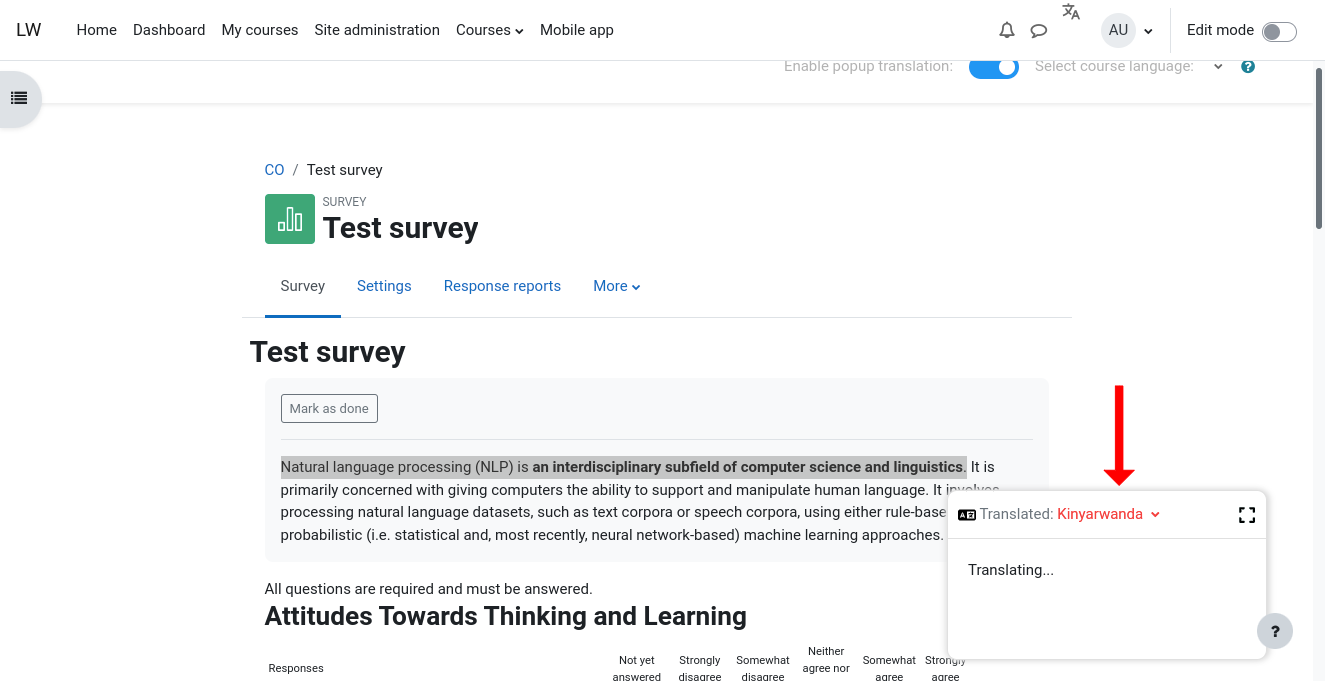 LW Home Dashboard My courses Site administration Courses Mobile app AU Edit mode
Enable popup translation: Select course language: ?
CO / Test survey
SURVEY
Test survey
Survey Settings Response reports More
Test survey
Mark as done
Natural language processing (NLP) is an interdisciplinary subfield of computer science and linguistics. It is
primarily concerned with giving computers the ability to support and manipulate human language. It involves
processing natural language datasets, such as text corpora or speech corpora, using either rule-base
probabilistic (i.e. statistical and, most recently, neural network-based) machine learning approaches.
Translated: Kinyarwanda
Translating...
?
All questions are required and must be answered.
Attitudes Towards Thinking and Learning
Responses
Not yet answered
Strongly disagree
Somewhat disagree
Neither agree nor
Somewhat agree
Strongly agree